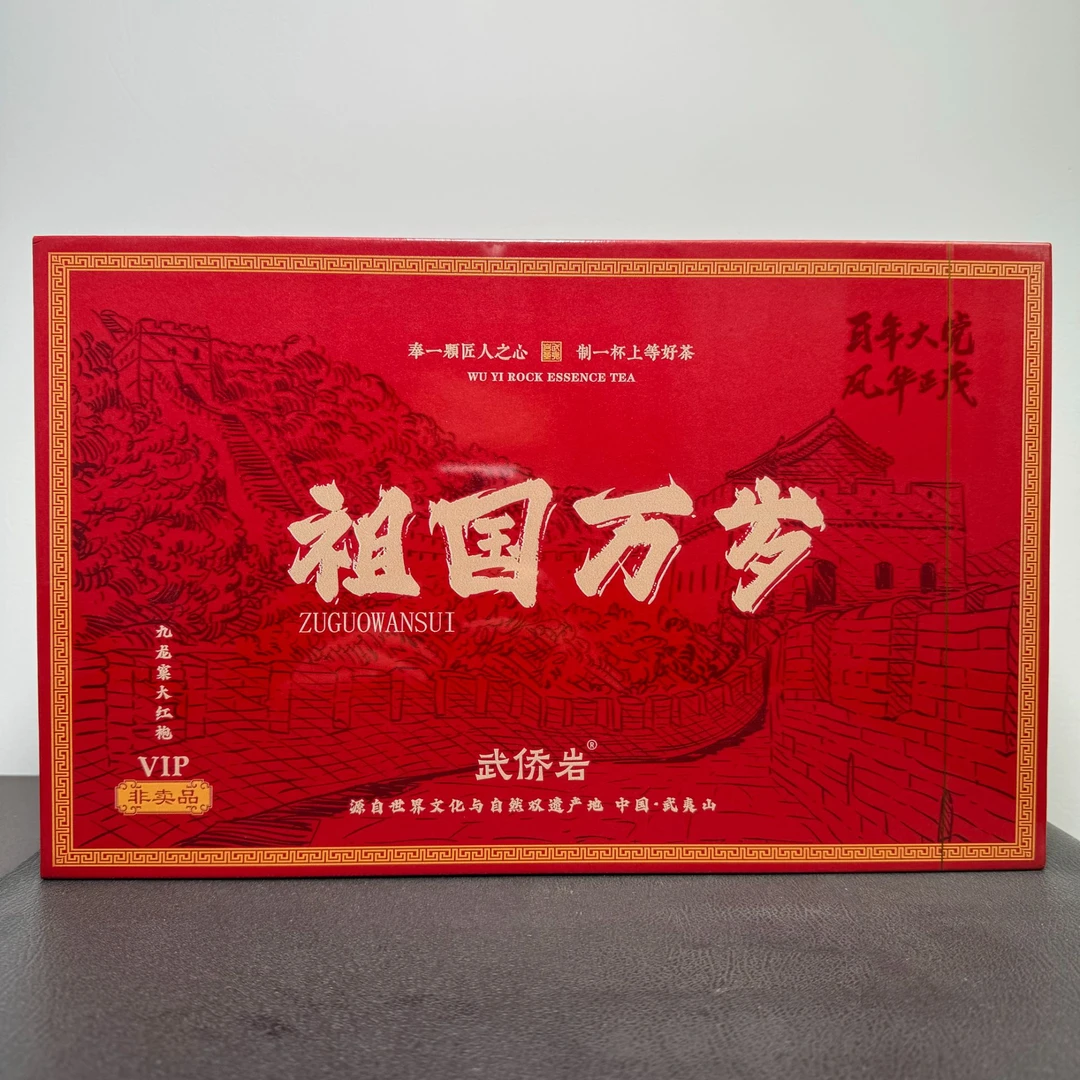 奉一顆匠人之心 制一杯上等好茶
WU YI ROCK ESSENCE TEA
百年大党
风华正茂
祖国万岁
ZUGUOWANSUI
九龙窠大红袍
VIP
非卖品
武侨岩®
源自世界文化与自然双遗产地 中国·武夷山